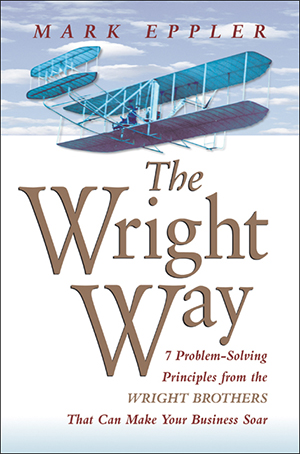 MARK EPPLER
The
Wright
Way
7 Problem-Solving
Principles from the
WRIGHT BROTHERS
That Can Make Your Business Soar